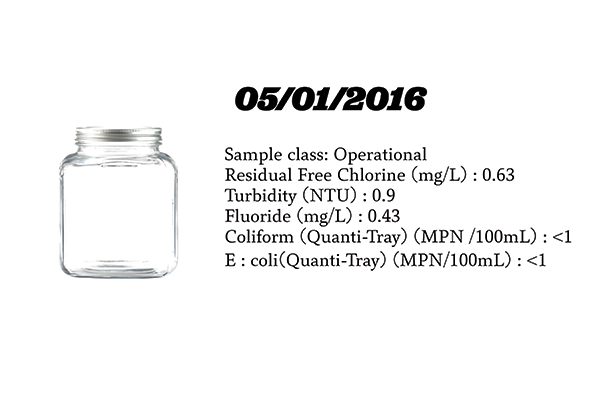 05/01/2016
Sample class: Operational
Residual Free Chlorine (mg/L) : 0.63
Turbidity (NTU) : 0.9
Fluoride (mg/L) : 0.43
Coliform (Quanti-Tray) (MPN /100mL) : <1
E : coli(Quanti-Tray) (MPN/100mL) : <1